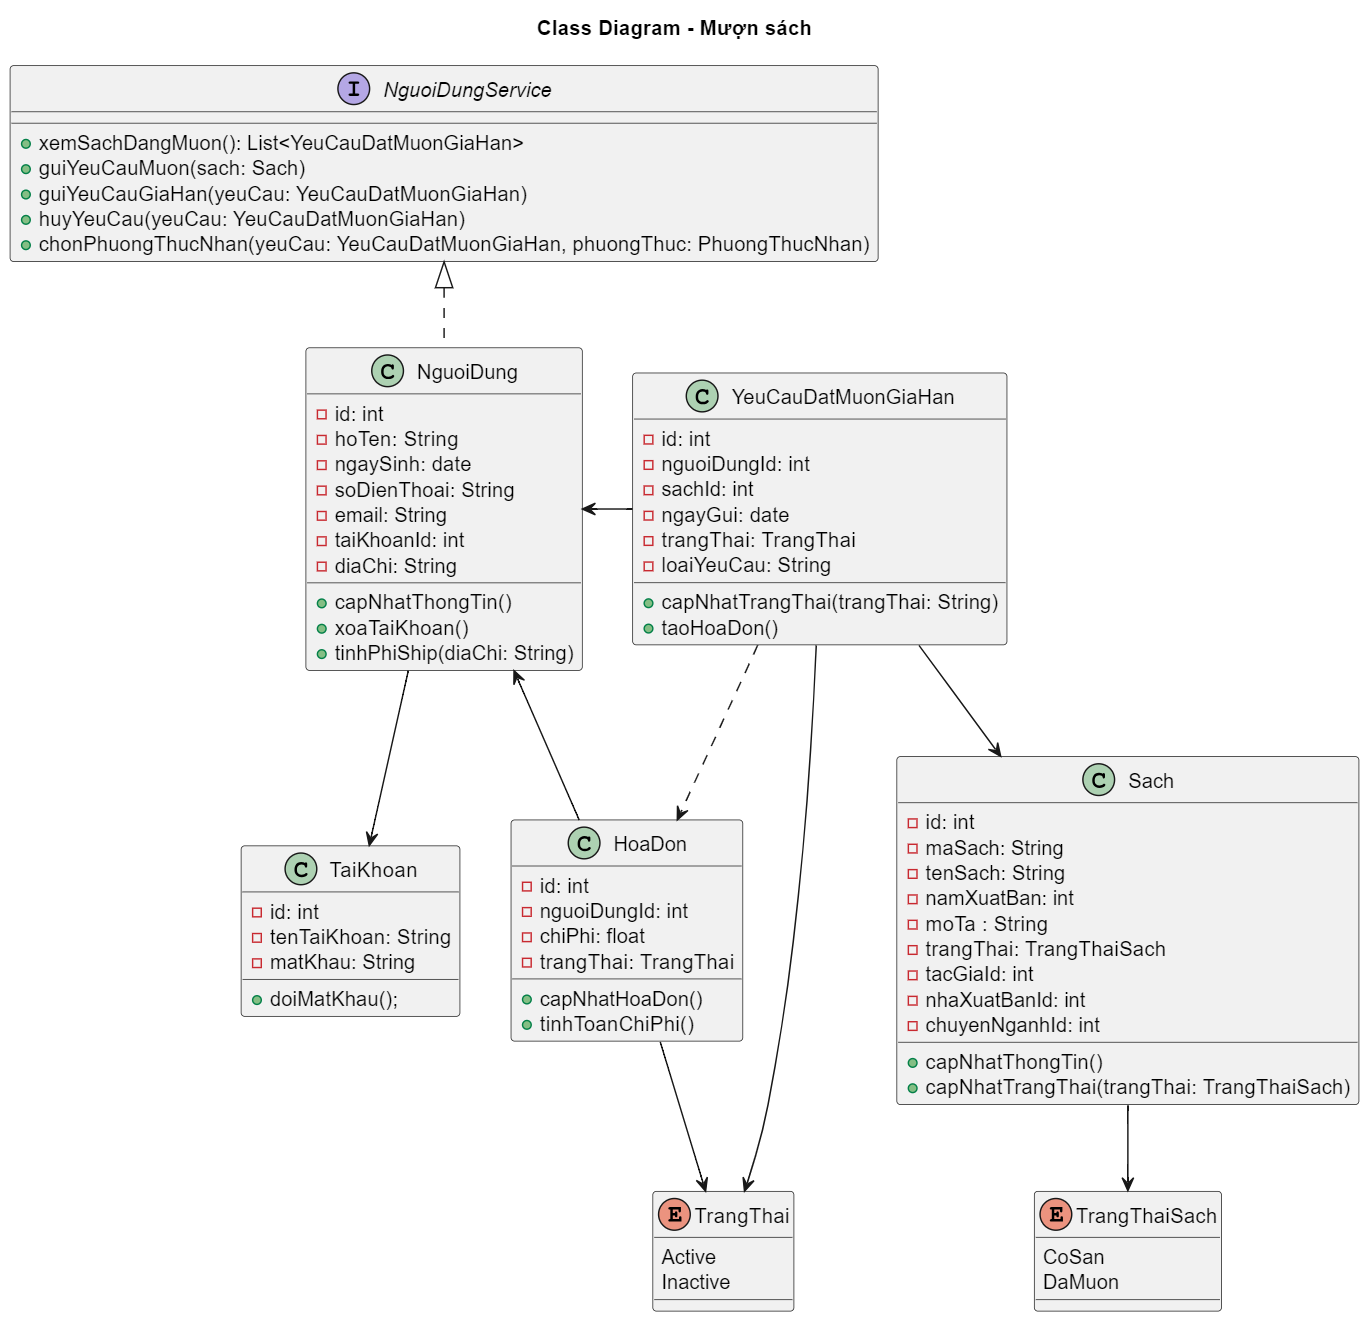 Class Diagram - Mượn sách
I NguoiDungService
xemSachDangMuon(): List<YeuCauDatMuonGiaHan>
guiYeuCauMuon(sach: Sach)
guiYeuCauGiaHan(yeuCau: YeuCauDatMuonGiaHan)
huyYeuCau(yeuCau: YeuCauDatMuonGiaHan)
chonPhuongThucNhan(yeuCau: YeuCauDatMuonGiaHan, phuongThuc: PhuongThucNhan)
C NguoiDung
id: int
hoTen: String
ngaySinh: date
soDienThoai: String
email: String
taiKhoanId: int
diaChi: String
capNhatThongTin()
xoaTaiKhoan()
tinhPhiShip(diaChi: String)
C YeuCauDatMuonGiaHan
id: int
nguoiDungId: int
sachId: int
ngayGui: date
trangThai: TrangThai
loaiYeuCau: String
capNhatTrangThai(trangThai: String)
taoHoaDon()
C TaiKhoan
id: int
tenTaiKhoan: String
matKhau: String
doiMatKhau();
C HoaDon
id: int
nguoiDungId: int
chiPhi: float
trangThai: TrangThai
capNhatHoaDon()
tinhToanChiPhi()
C Sach
id: int
maSach: String
tenSach: String
namXuatBan: int
moTa : String
trangThai: TrangThaiSach
tacGiaId: int
nhaXuatBanId: int
chuyenNganhId: int
capNhatThongTin()
capNhatTrangThai(trangThai: TrangThaiSach)
E TrangThai
Active
Inactive
E TrangThaiSach
CoSan
DaMuon